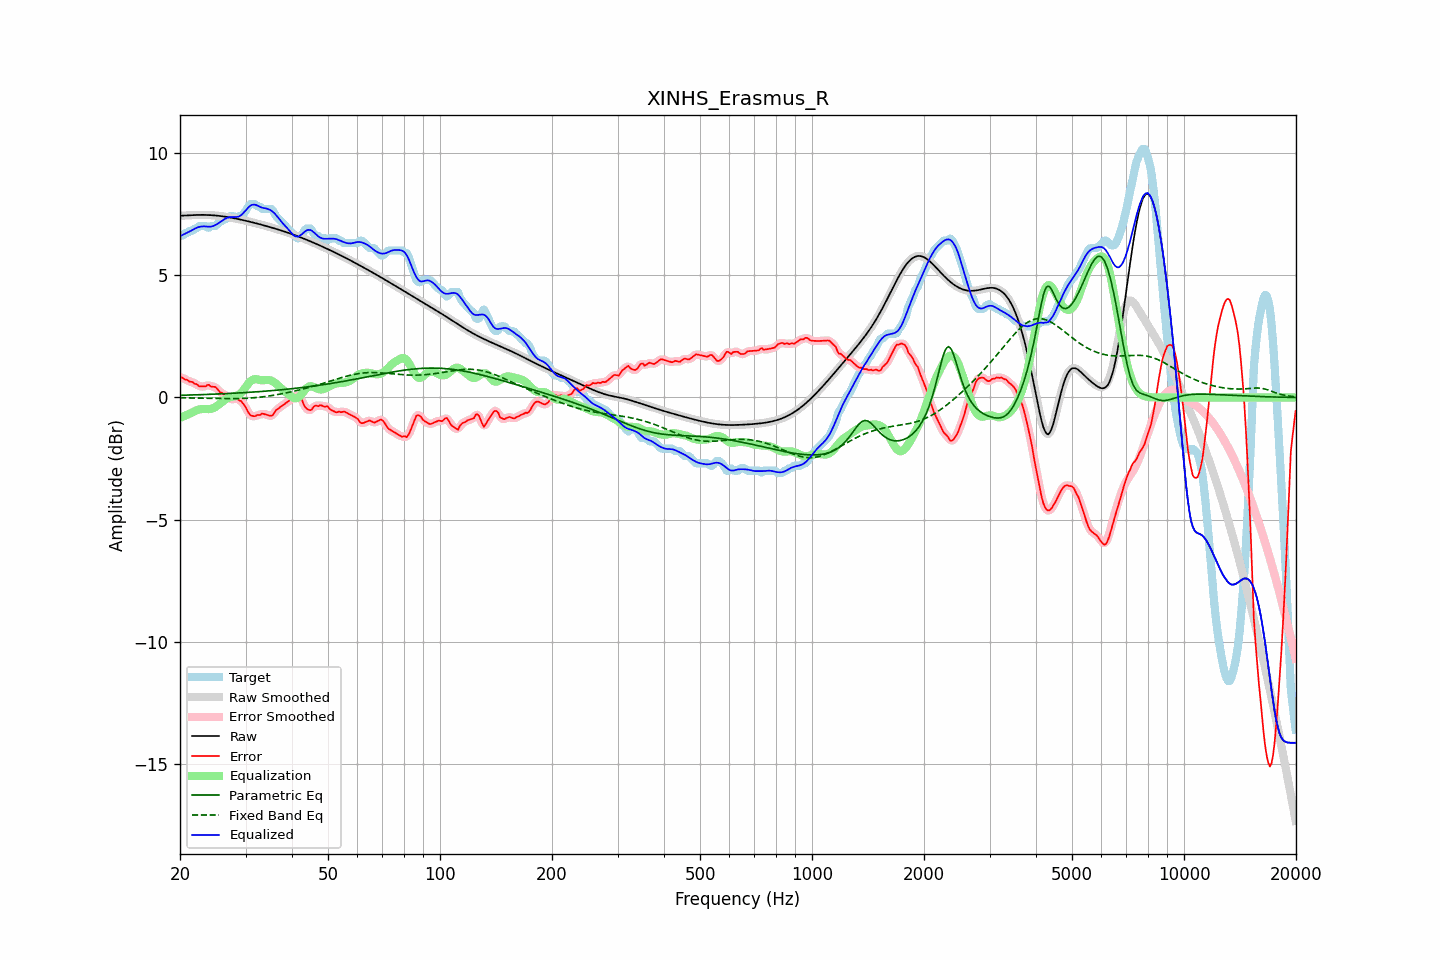 XINHS_Erasmus_R
Amplitude (dBr)
10
5
0
−5
−10
−15
Target
Raw Smoothed
Error Smoothed
Raw
Error
Equalization
Parametric Eq
Fixed Band Eq
Equalized
20 50 100 200 500 1000 2000 5000 10000 20000
Frequency (Hz)